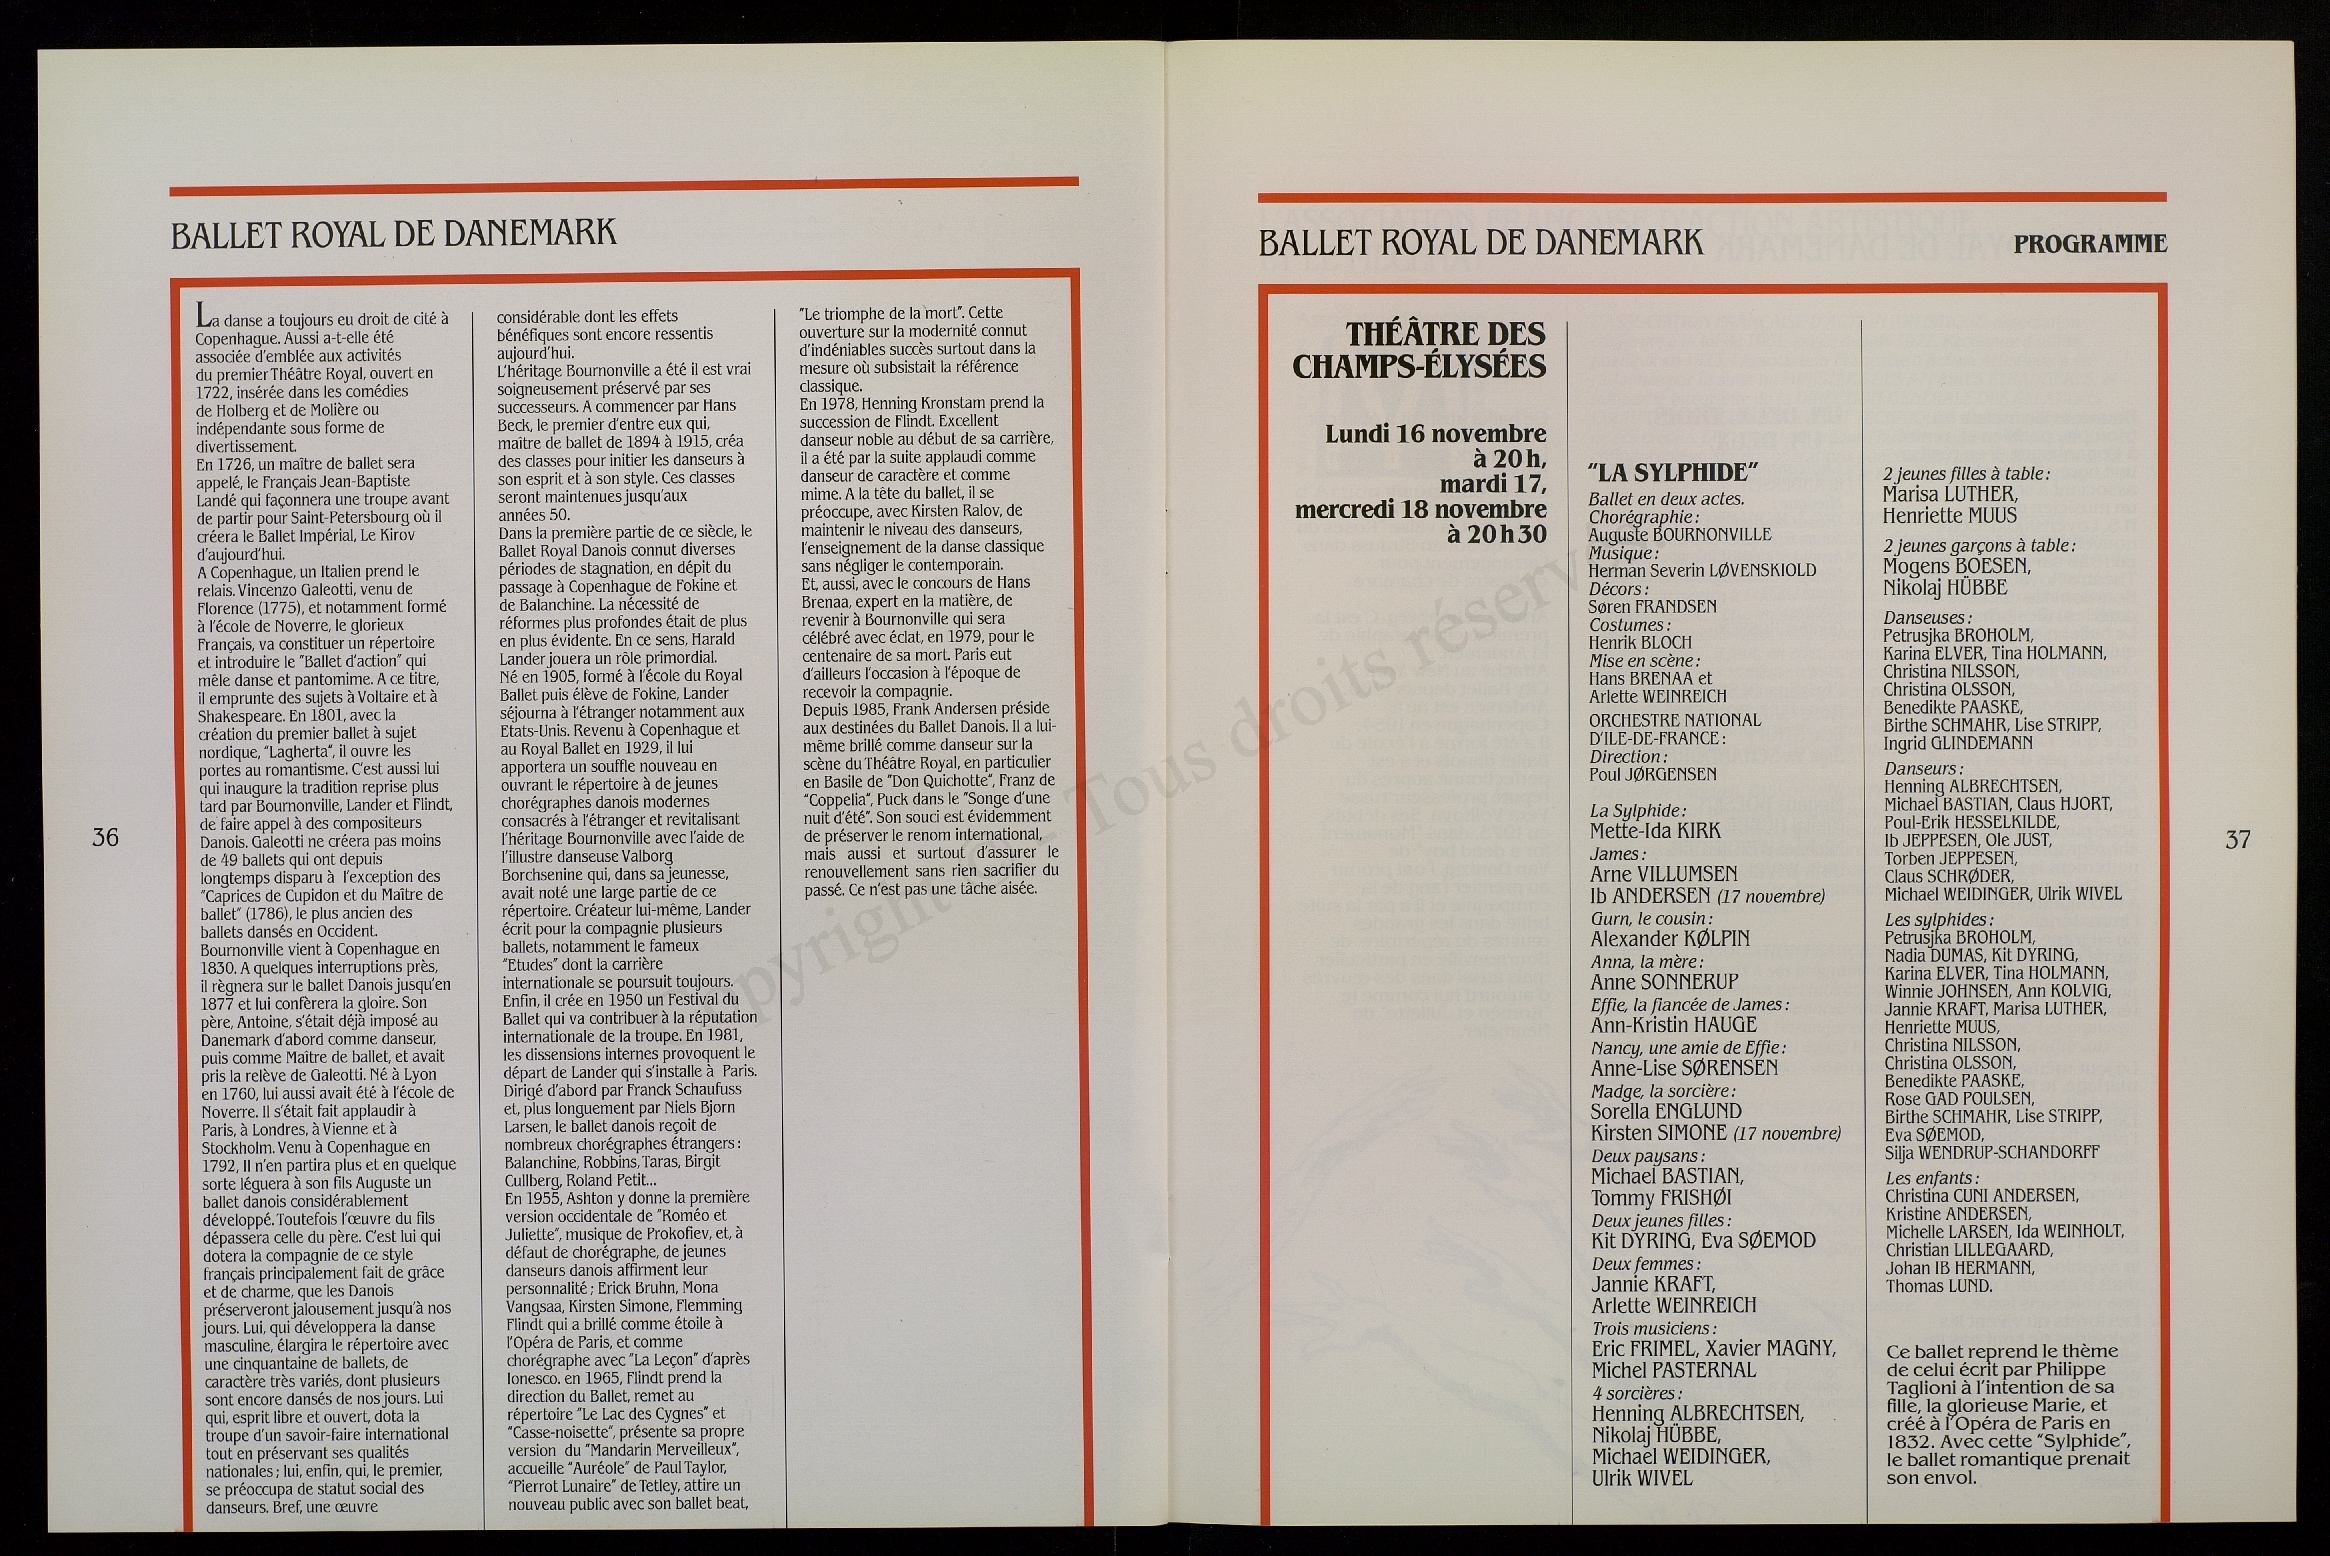 BALLET ROYAL DE DANEMARK
La danse a toujours eu droit de cité à
Copenhague. Aussi a-t-elle été
associée d'emblée aux activités
du premier Théâtre Royal, ouvert en
1722, insérée dans les comédies
de Holberg et de Molière ou
indépendante sous forme de
divertissement.
En 1726, un maître de ballet sera
appelé, le Français Jean-Baptiste
Landé qui façonnera une troupe avant
de partir pour Saint-Petersbourg où il
créera le Ballet Impérial, Le Kirov
d'aujourd'hui.
A Copenhague, un Italien prend le
relais. Vincenzo Galeotti, venu de
Florence (1775), et notamment formé
à l'école de Noverre, le glorieux
Français, va constituer un répertoire
et introduire le "Ballet d'action" qui
mêle danse et pantomime. A ce titre,
il emprunte des sujets à Voltaire et à
Shakespeare. En 1801, avec la
création du premier ballet à sujet
nordique, "Lagherta", il ouvre les
portes au romantisme. C'est aussi lui
qui inaugure la tradition reprise plus
tard par Bournonville, Lander et Flindt,
de faire appel à des compositeurs
Danois. Galeotti ne créera pas moins
de 49 ballets qui ont depuis
longtemps disparu à l'exception des
"Caprices de Cupidon et du Maître de
ballet" (1786), le plus ancien des
ballets dansés en Occident.
Bournonville vient à Copenhague en
1830. A quelques interruptions près,
il règnera sur le ballet Danois jusqu'en
1877 et lui confèrera la gloire. Son
père, Antoine, s'était déjà imposé au
Danemark d'abord comme danseur,
puis comme Maître de ballet, et avait
pris la relève de Galeotti. Né à Lyon
en 1760, lui aussi avait été à l'école de
Noverre. Il s'était fait applaudir à
Paris, à Londres, à Vienne et à
Stockholm. Venu à Copenhague en
1792, Il n'en partira plus et en quelque
sorte léguera à son fils Auguste un
ballet danois considérablement
développé. Toutefois l'œuvre du fils
dépassera celle du père. C'est lui qui
dotera la compagnie de ce style
français principalement fait de grâce
et de charme, que les Danois
préserveront jalousement jusqu'à nos
jours. Lui, qui développera la danse
masculine, élargira le répertoire avec
une cinquantaine de ballets, de
caractère très variés, dont plusieurs
sont encore dansés de nos jours. Lui
qui, esprit libre et ouvert, dota la
troupe d'un savoir-faire international
tout en préservant ses qualités
nationales ; lui, enfin, qui, le premier,
se préoccupa de statut social des
danseurs. Bref, une œuvre
considérable dont les effets
bénéfiques sont encore ressentis
aujourd'hui.
L'héritage Bournonville a été il est vrai
soigneusement préservé par ses
successeurs. A commencer par Hans
Beck, le premier d'entre eux qui,
maître de ballet de 1894 à 1915, créa
des classes pour initier les danseurs à
son esprit et à son style. Ces classes
seront maintenues jusqu'aux
années 50.
Dans la première partie de ce siècle, le
Ballet Royal Danois connut diverses
périodes de stagnation, en dépit du
passage à Copenhague de Fokine et
de Balanchine. La nécessité de
réformes plus profondes était de plus
en plus évidente. En ce sens, Harald
Lander jouera un rôle primordial.
Né en 1905, formé à l'école du Royal
Ballet puis élève de Fokine, Lander
séjourna à l'étranger notamment aux
Etats-Unis. Revenu à Copenhague et
au Royal Ballet en 1929, il lui
apportera un souffle nouveau en
ouvrant le répertoire à de jeunes
chorégraphes danois modernes
consacrés à l'étranger et revitalisant
l'héritage Bournonville avec l'aide de
l'illustre danseuse Valborg
Borchsenine qui, dans sa jeunesse,
avait noté une large partie de ce
répertoire. Créateur lui-même, Lander
écrit pour la compagnie plusieurs
ballets, notamment le fameux
"Etudes" dont la carrière
internationale se poursuit toujours.
Enfin, il crée en 1950 un Festival du
Ballet qui va contribuer à la réputation
internationale de la troupe. En 1981,
les dissensions internes provoquent le
départ de Lander qui s'installe à Paris.
Dirigé d'abord par Franck Schaufuss
et, plus longuement par Niels Bjorn
Larsen, le ballet danois reçoit de
nombreux chorégraphes étrangers :
Balanchine, Robbins, Taras, Birgit
Cullberg, Roland Petit...
En 1955, Ashton y donne la première
version occidentale de "Roméo et
Juliette", musique de Prokofiev, et, à
défaut de chorégraphe, de jeunes
danseurs danois affirment leur
personnalité ; Erick Bruhn, Mona
Vangsaa, Kirsten Simone, Flemming
Flindt qui a brillé comme étoile à
l'Opéra de Paris, et comme
chorégraphe avec "La Leçon" d'après
Ionesco. en 1965, Flindt prend la
direction du Ballet, remet au
répertoire "Le Lac des Cygnes" et
"Casse-noisette", présente sa propre
version du "Mandarin Merveilleux",
accueille "Auréole" de Paul Taylor,
"Pierrot Lunaire" de Tetley, attire un
nouveau public avec son ballet beat,
"Le triomphe de la mort". Cette
ouverture sur la modernité connut
d'indéniables succès surtout dans la
mesure où subsistait la référence
classique.
En 1978, Henning Kronstam prend la
succession de Flindt. Excellent
danseur noble au début de sa carrière,
il a été par la suite applaudi comme
danseur de caractère et comme
mime. A la tête du ballet, il se
préoccupe, avec Kirsten Ralov, de
maintenir le niveau des danseurs,
l'enseignement de la danse classique
sans négliger le contemporain.
Et, aussi, avec le concours de Hans
Brenaa, expert en la matière, de
revenir à Bournonville qui sera
célébré avec éclat, en 1979, pour le
centenaire de sa mort. Paris eut
d'ailleurs l'occasion à l'époque de
recevoir la compagnie.
Depuis 1985, Frank Andersen préside
aux destinées du Ballet Danois. Il a lui-
même brillé comme danseur sur la
scène du Théâtre Royal, en particulier
en Basile de "Don Quichotte", Franz de
"Coppelia", Puck dans le "Songe d'une
nuit d'été". Son souci est évidemment
de préserver le renom international,
mais aussi et surtout d'assurer le
renouvellement sans rien sacrifier du
passé. Ce n'est pas une tâche aisée.
36
BALLET ROYAL DE DANEMARK
PROGRAMME
THÉÂTRE DES
CHAMPS-ÉLYSÉES
Lundi 16 novembre
à 20 h,
mardi 17,
mercredi 18 novembre
à 20 h 30
"LA SYLPHIDE"
Ballet en deux actes.
Chorégraphie :
Auguste BOURNONVILLE
Musique :
Herman Severin LØVENSKIOLD
Décors :
Søren FRANDSEN
Costumes :
Henrik BLOCH
Mise en scène :
Hans BRENAA et
Arlette WEINREICH
ORCHESTRE NATIONAL
D'ILE-DE-FRANCE :
Direction :
Poul JØRGENSEN
La Sylphide :
Mette-Ida KIRK
James :
Arne VILLUMSEN
Ib ANDERSEN (17 novembre)
Gurn, le cousin :
Alexander KØLPIN
Anna, la mère :
Anne SONNERUP
Effie, la fiancée de James :
Ann-Kristin HAUGE
Nancy, une amie de Effie :
Anne-Lise SØRENSEN
Madge, la sorcière :
Sorella ENGLUND
Kirsten SIMONE (17 novembre)
Deux paysans :
Michael BASTIAN,
Tommy FRISHØI
Deux jeunes filles :
Kit DYRING, Eva SØEMOD
Deux femmes :
Jannie KRAFT,
Arlette WEINREICH
Trois musiciens :
Eric FRIMEL, Xavier MAGNY,
Michel PASTERNAL
4 sorcières :
Henning ALBRECHTSEN,
Nikolaj HÜBBE,
Michael WEIDINGER,
Ulrik WIVEL
2 jeunes filles à table :
Marisa LUTHER,
Henriette MUUS
2 jeunes garçons à table :
Mogens BOESEN,
Nikolaj HÜBBE
Danseuses :
Petrusjka BROHOLM,
Karina ELVER, Tina HOLMANN,
Christina NILSSON,
Christina OLSSON,
Benedikte PAASKE,
Birthe SCHMAHR, Lise STRIPP,
Ingrid GLINDEMANN
Danseurs :
Henning ALBRECHTSEN,
Michael BASTIAN, Claus HJORT,
Poul-Erik HESSELKILDE,
Ib JEPPESEN, Ole JUST,
Torben JEPPESEN,
Claus SCHRØDER,
Michael WEIDINGER, Ulrik WIVEL
Les sylphides :
Petrusjka BROHOLM,
Nadia DUMAS, Kit DYRING,
Karina ELVER, Tina HOLMANN,
Winnie JOHNSEN, Ann KOLVIG,
Jannie KRAFT, Marisa LUTHER,
Henriette MUUS,
Christina NILSSON,
Christina OLSSON,
Benedikte PAASKE,
Rose GAD POULSEN,
Birthe SCHMAHR, Lise STRIPP,
Eva SØEMOD,
Silja WENDRUP-SCHANDORFF
Les enfants :
Christina CUNI ANDERSEN,
Kristine ANDERSEN,
Michelle LARSEN, Ida WEINHOLT,
Christian LILLEGAARD,
Johan IB HERMANN,
Thomas LUND.
Ce ballet reprend le thème
de celui écrit par Philippe
Taglioni à l'intention de sa
fille, la glorieuse Marie, et
créé à l'Opéra de Paris en
1832. Avec cette "Sylphide",
le ballet romantique prenait
son envol.
37
Copyright © - Tous droits réservés